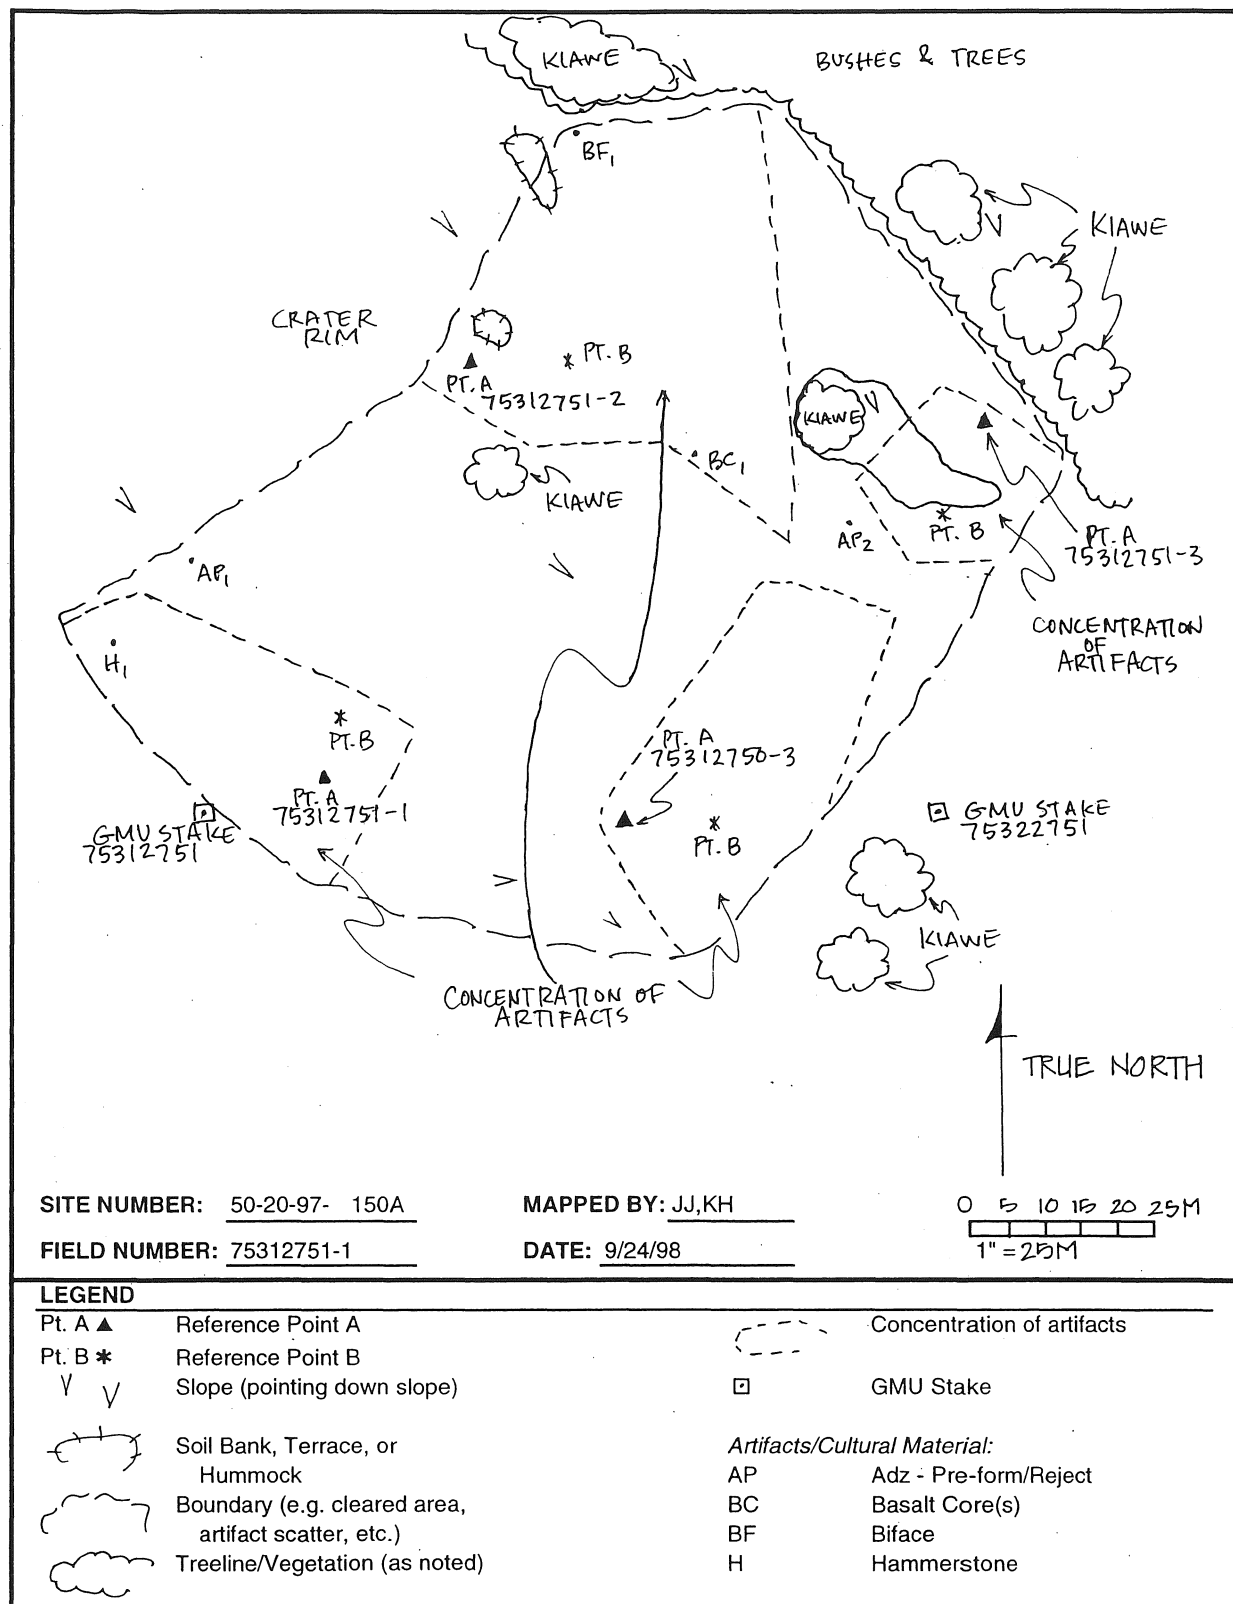 KIAWE
BUSHES & TREES
BF1
KIAWE
CRATER
RIM
PT. B
PT. A
75312751-2
KIAWE
BC1
KIAWE
AP2
PT. B
PT. A
75312751-3
AP1
CONCENTRATION
OF
ARTIFACTS
H1
PT. B
PT. A
75312750-3
PT. A
75312751-1
GMU STAKE
75312751
PT. B
GMU STAKE
75322751
KIAWE
CONCENTRATION OF
ARTIFACTS
TRUE NORTH
SITE NUMBER: 50-20-97- 150A
MAPPED BY: JJ,KH
0 5 10 15 20 25M
FIELD NUMBER: 75312751-1
DATE: 9/24/98
1" = 25M
LEGEND
Pt. A Reference Point A
Pt. B Reference Point B
Slope (pointing down slope)
Soil Bank, Terrace, or
Hummock
Boundary (e.g. cleared area,
artifact scatter, etc.)
Treeline/Vegetation (as noted)
Concentration of artifacts
GMU Stake
Artifacts/Cultural Material:
AP Adz - Pre-form/Reject
BC Basalt Core(s)
BF Biface
H Hammerstone